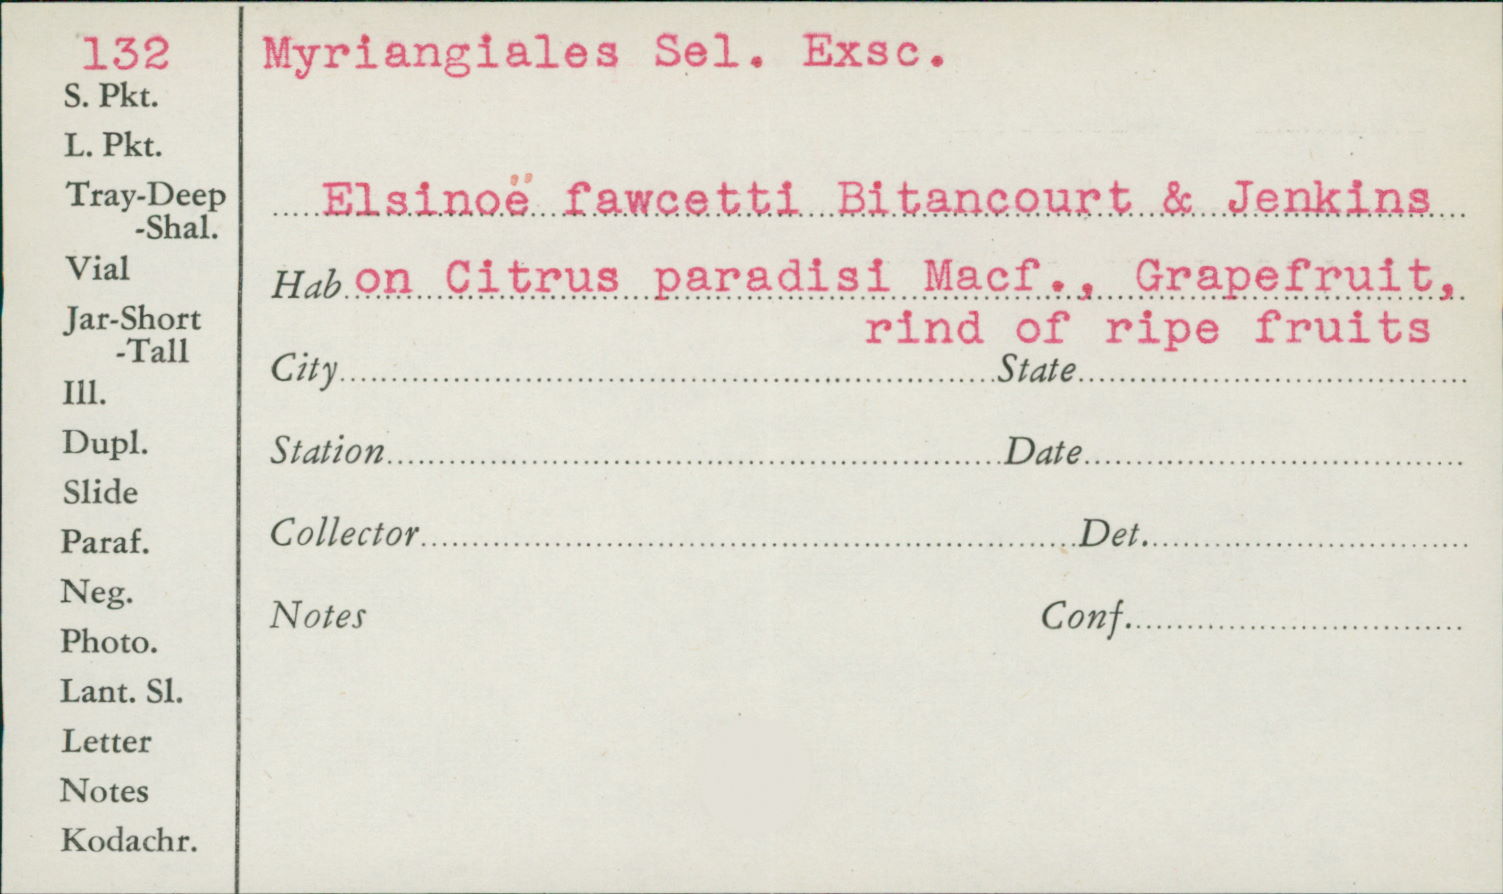 132
S. Pkt.
L. Pkt.
Tray-Deep
-Shal.
Vial
Jar-Short
-Tall
Ill.
Dupl.
Slide
Paraf.
Neg.
Photo.
Lant. Sl.
Letter
Notes
Kodachr.
Myriangiales Sel. Exsc.
Elsinoë fawcetti Bitancourt & Jenkins
Hab on Citrus paradisi Macf., Grapefruit,
rind of ripe fruits
City State
Station Date
Collector Det.
Notes Conf.